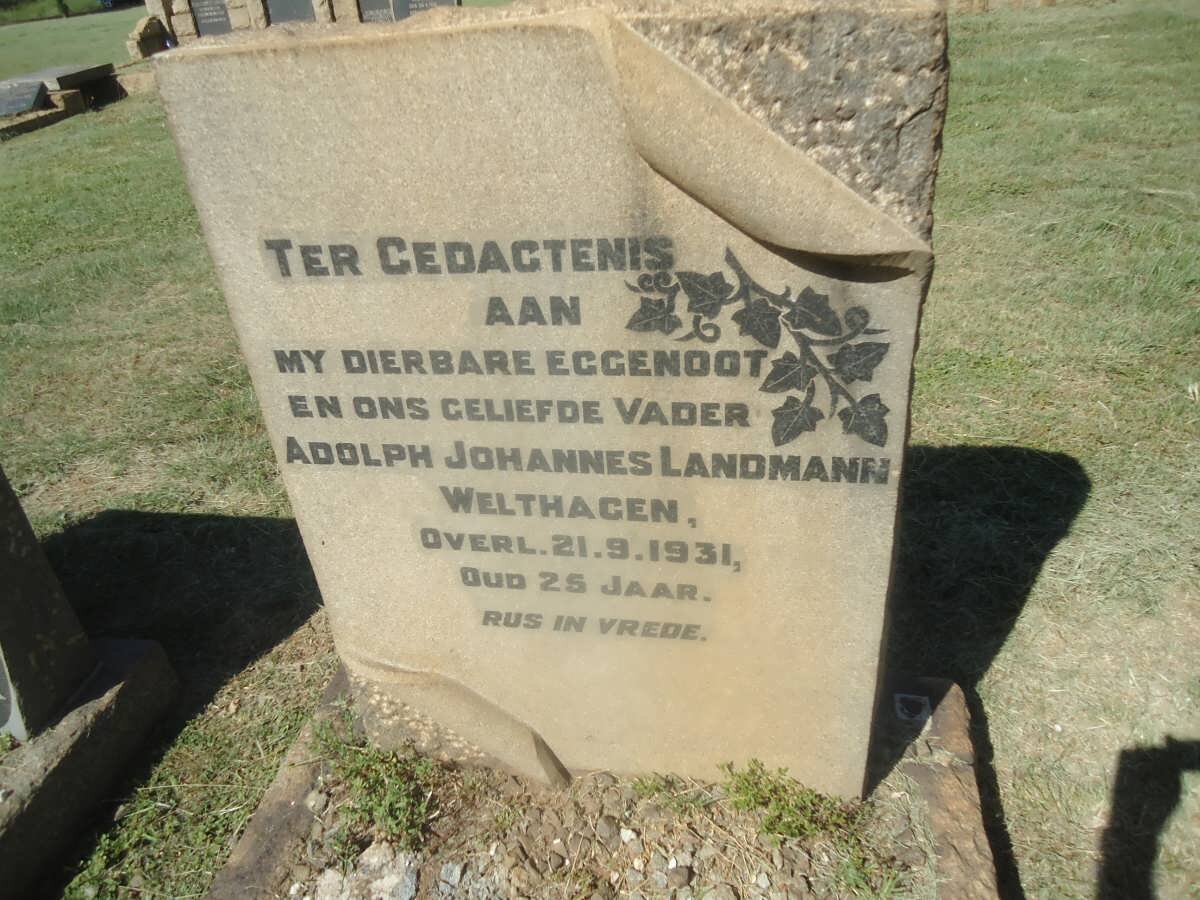 TER GEDAGTENIS
AAN
MY DIERBARE EGGENOOT
EN ONS GELIEFDE VADER
ADOLPH JOHANNES LANDMANN
WELTHAGEN,
OVERL. 21.9.1931,
OUD 25 JAAR.
RUS IN VREDE.